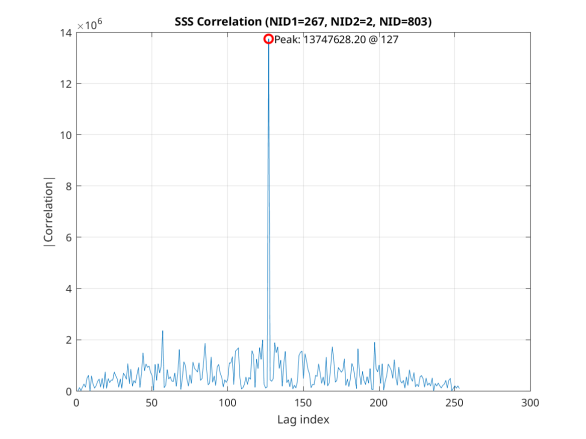 SSS Correlation (NID1=267, NID2=2, NID=803)
×10^6
Peak: 13747628.20 @ 127
14
12
10
8
6
4
2
0
|Correlation|
0 50 100 150 200 250 300
Lag index